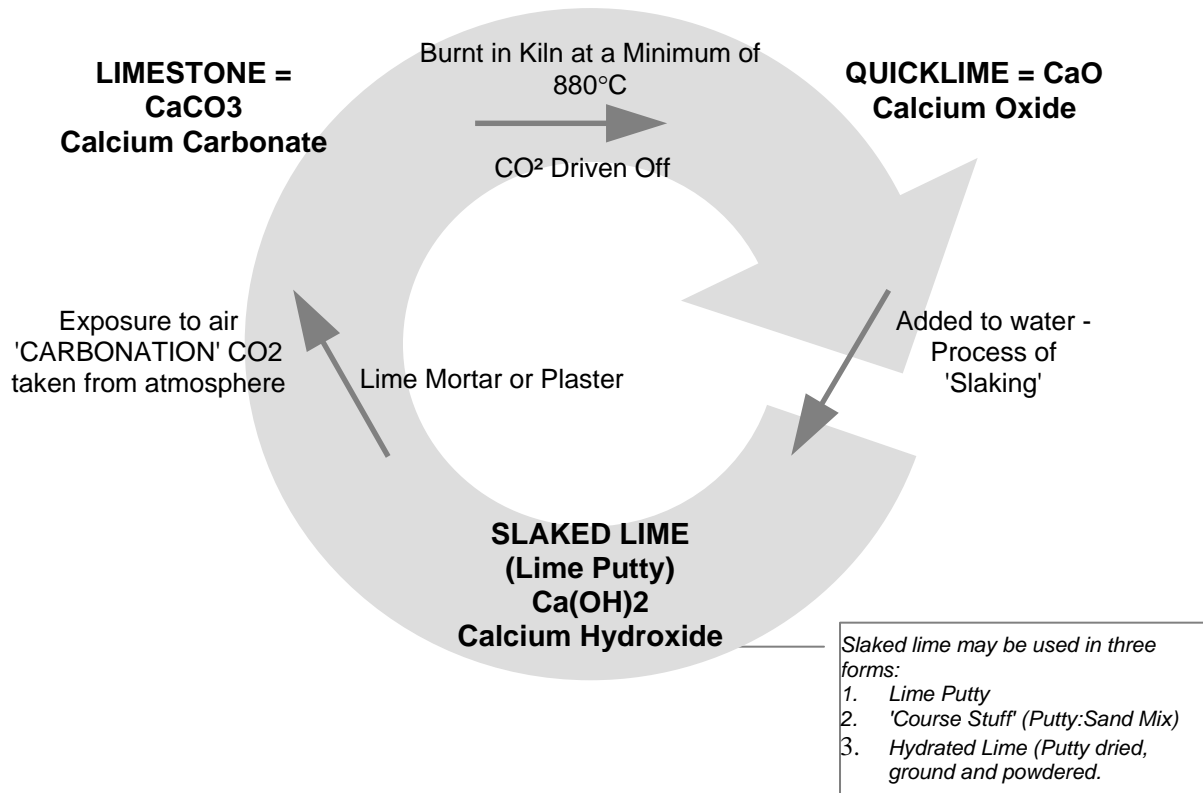 LIMESTONE =
CaCO3
Calcium Carbonate
Burnt in Kiln at a Minimum of
880°C
CO² Driven Off
QUICKLIME = CaO
Calcium Oxide
Added to water -
Process of
'Slaking'
Exposure to air
'CARBONATION' CO2
taken from atmosphere
Lime Mortar or Plaster
SLAKED LIME
(Lime Putty)
Ca(OH)2
Calcium Hydroxide
Slaked lime may be used in three
forms:
1. Lime Putty
2. 'Course Stuff' (Putty:Sand Mix)
3. Hydrated Lime (Putty dried,
ground and powdered.